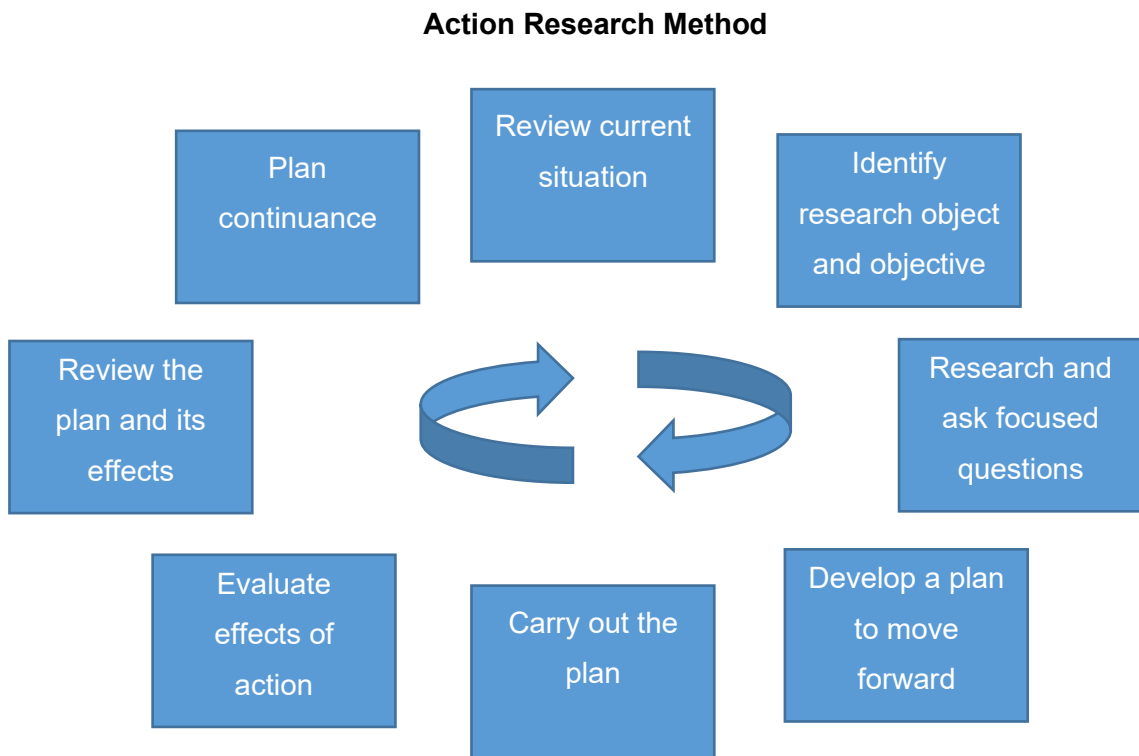 Action Research Method
Review current
situation
Identify
research object
and objective
Research and
ask focused
questions
Develop a plan
to move
forward
Carry out the
plan
Evaluate
effects of
action
Review the
plan and its
effects
Plan
continuance